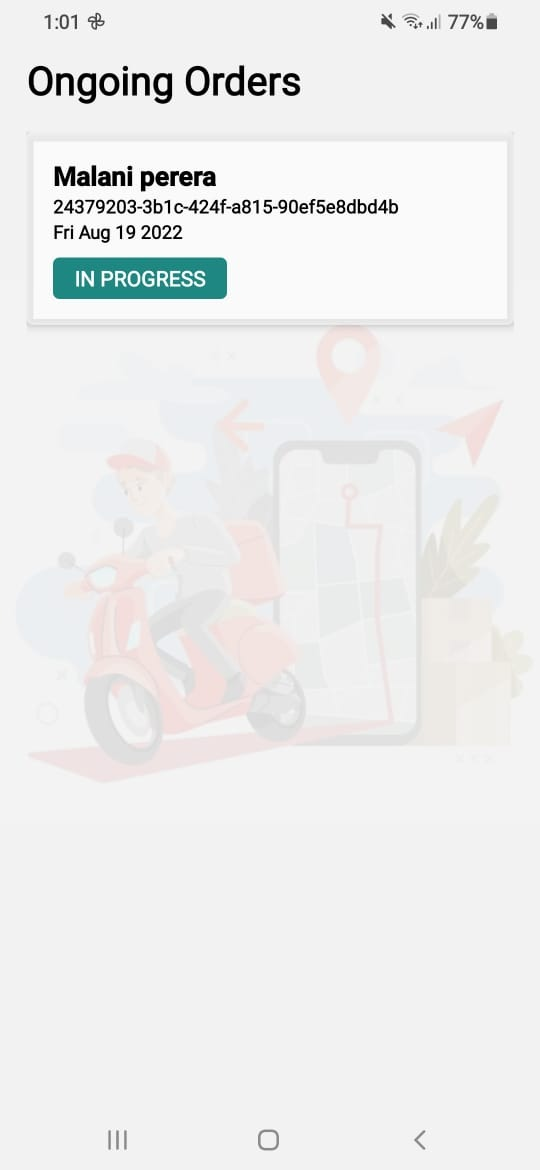 1:01 77%
Ongoing Orders
Malani perera
24379203-3b1c-424f-a815-90ef5e8dbd4b
Fri Aug 19 2022
IN PROGRESS